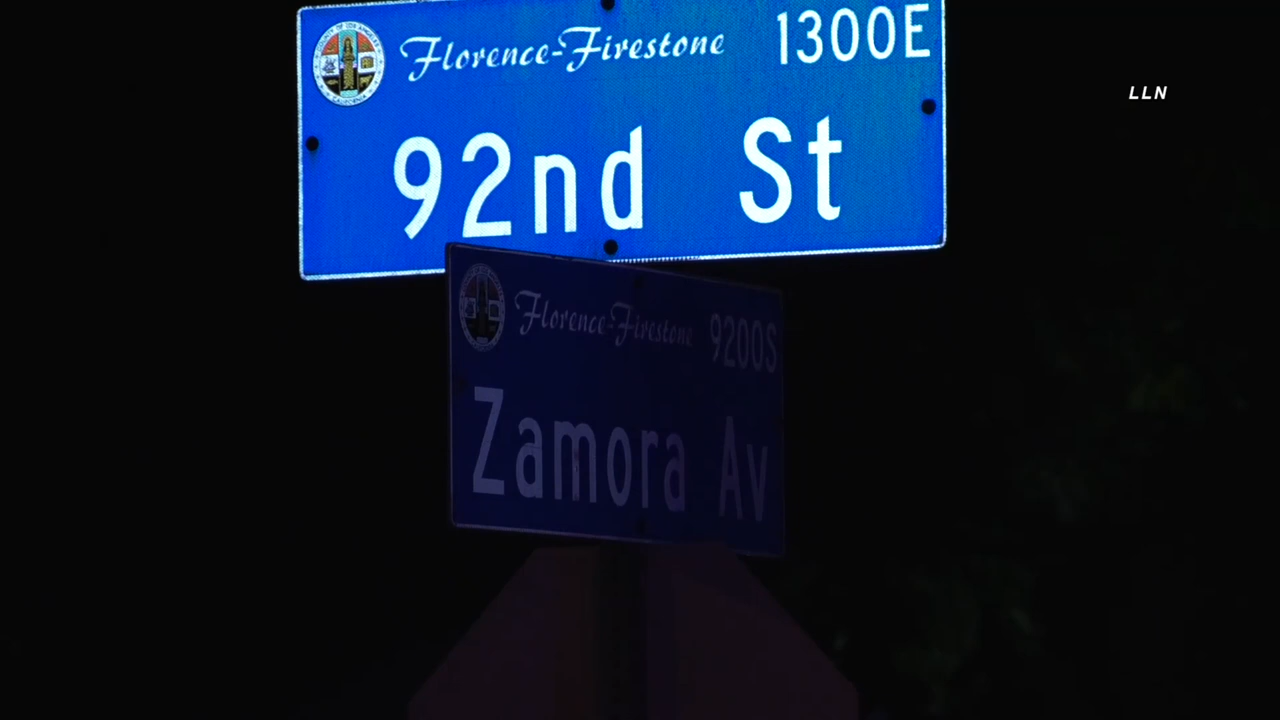 Florence-Firestone 1300E
LLN
92nd St
Florence-Firestone 9200S
Zamora Av